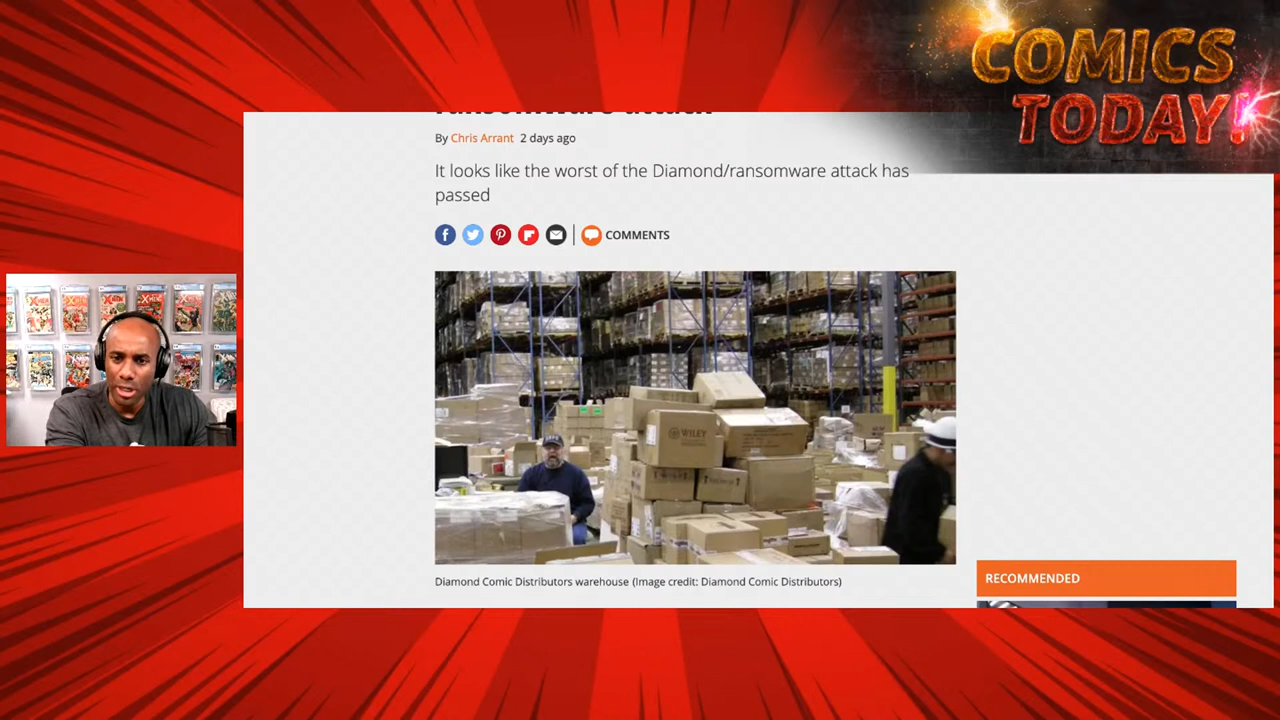 COMICS
TODAY!
By Chris Arrant 2 days ago
It looks like the worst of the Diamond/ransomware attack has
passed
COMMENTS
WILEY
Diamond Comic Distributors warehouse (Image credit: Diamond Comic Distributors)
RECOMMENDED